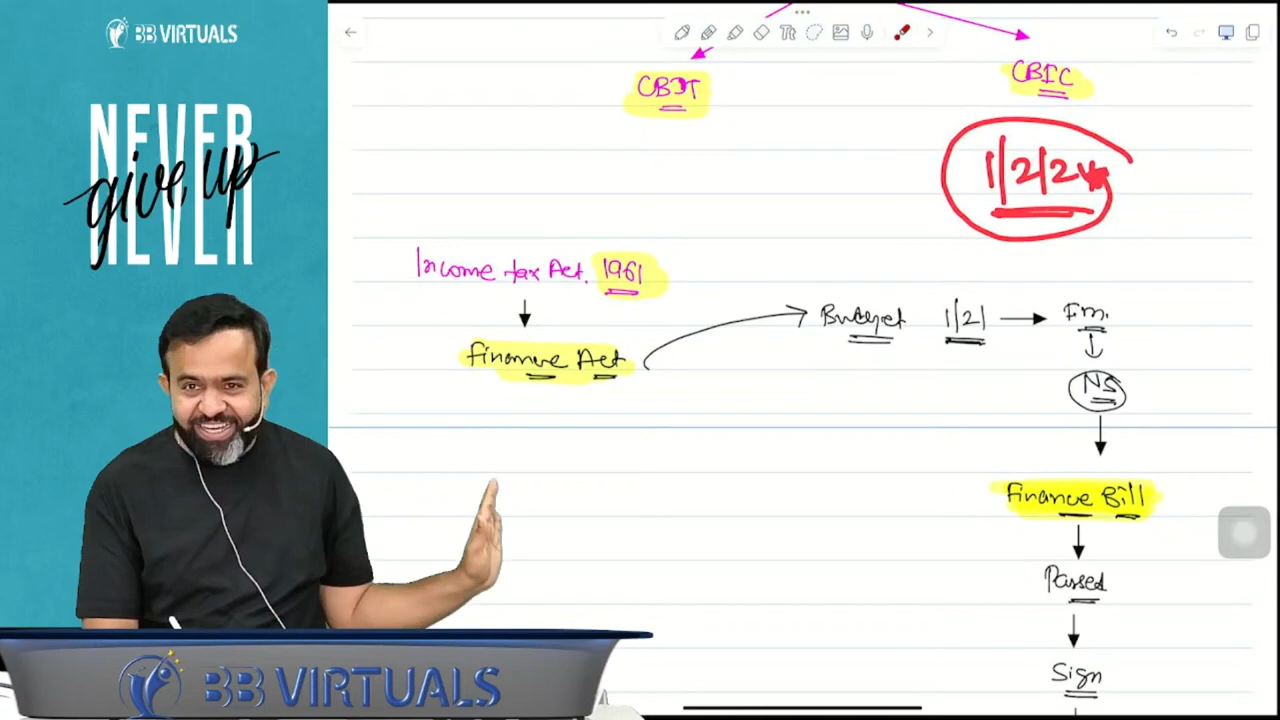 BB VIRTUALS
NEVER
give up
NEVER
CBDT
CBIC
1/2/24
Income tax Act, 1961
Finance Act
Budget 1/2/ → Fm.
NS
Finance Bill
Passed
Sign
BB VIRTUALS